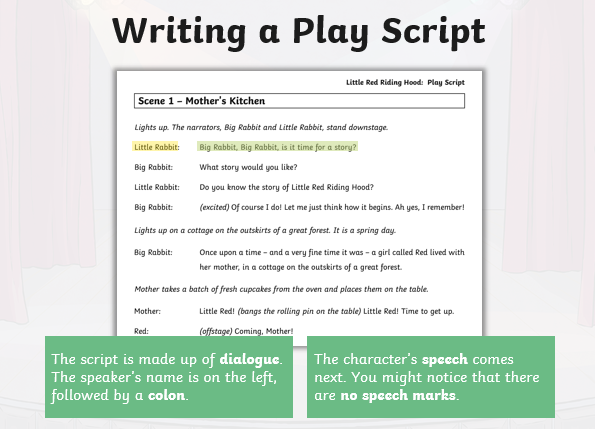 Writing a Play Script
Little Red Riding Hood: Play Script
Scene 1 – Mother's Kitchen
Lights up. The narrators, Big Rabbit and Little Rabbit, stand downstage.
Little Rabbit: Big Rabbit, Big Rabbit, is it time for a story?
Big Rabbit: What story would you like?
Little Rabbit: Do you know the story of Little Red Riding Hood?
Big Rabbit: (excited) Of course I do! Let me just think how it begins. Ah yes, I remember!
Lights up on a cottage on the outskirts of a great forest. It is a spring day.
Big Rabbit: Once upon a time – and a very fine time it was – a girl called Red lived with
her mother, in a cottage on the outskirts of a great forest.
Mother takes a batch of fresh cupcakes from the oven and places them on the table.
Mother: Little Red! (bangs the rolling pin on the table) Little Red! Time to get up.
Red: (offstage) Coming, Mother!
The script is made up of dialogue.
The speaker's name is on the left,
followed by a colon.
The character's speech comes
next. You might notice that there
are no speech marks.